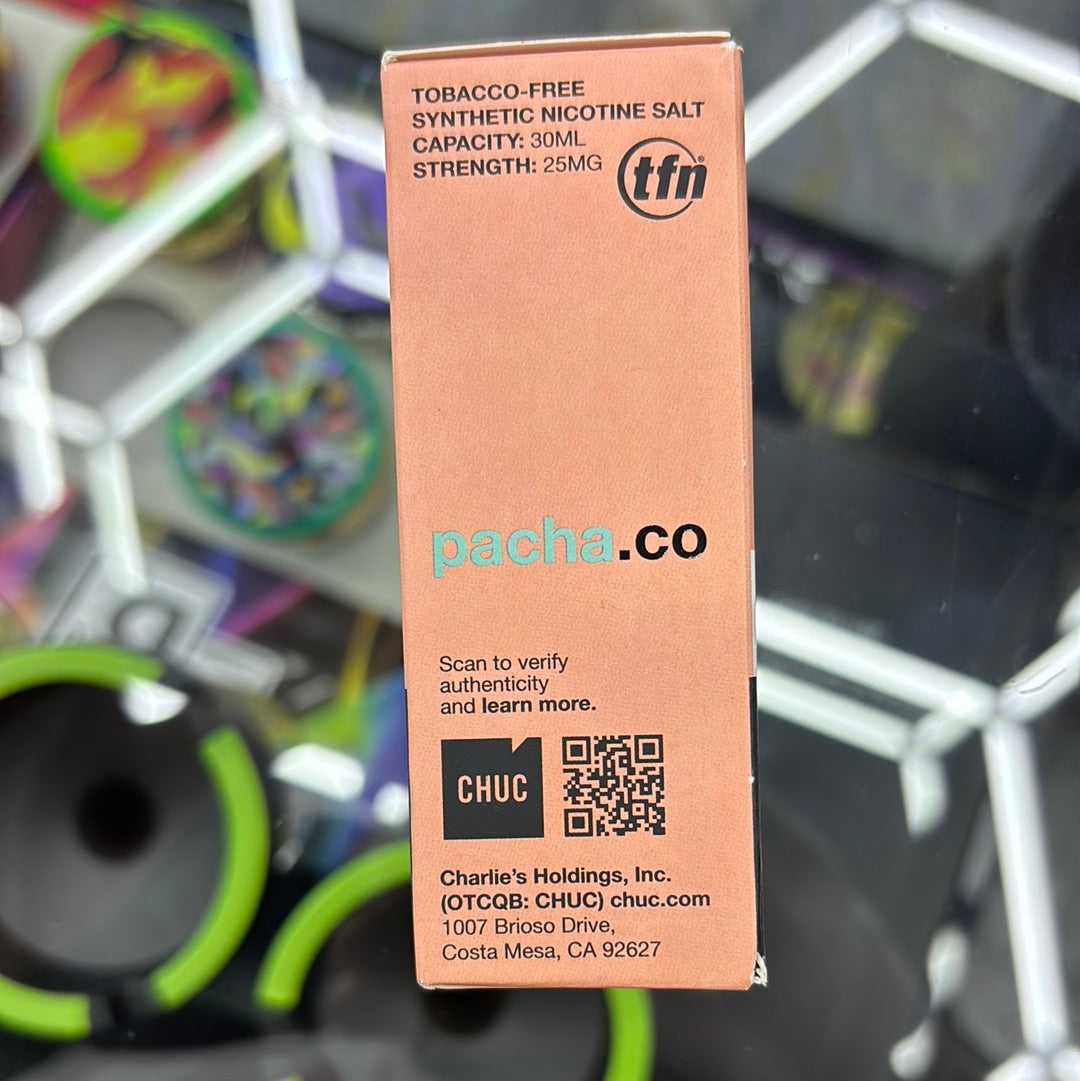 TOBACCO-FREE
SYNTHETIC NICOTINE SALT
CAPACITY: 30ML
STRENGTH: 25MG
tfn®
pacha.co
Scan to verify
authenticity
and learn more.
CHUC
Charlie's Holdings, Inc.
(OTCQB: CHUC) chuc.com
1007 Brioso Drive,
Costa Mesa, CA 92627